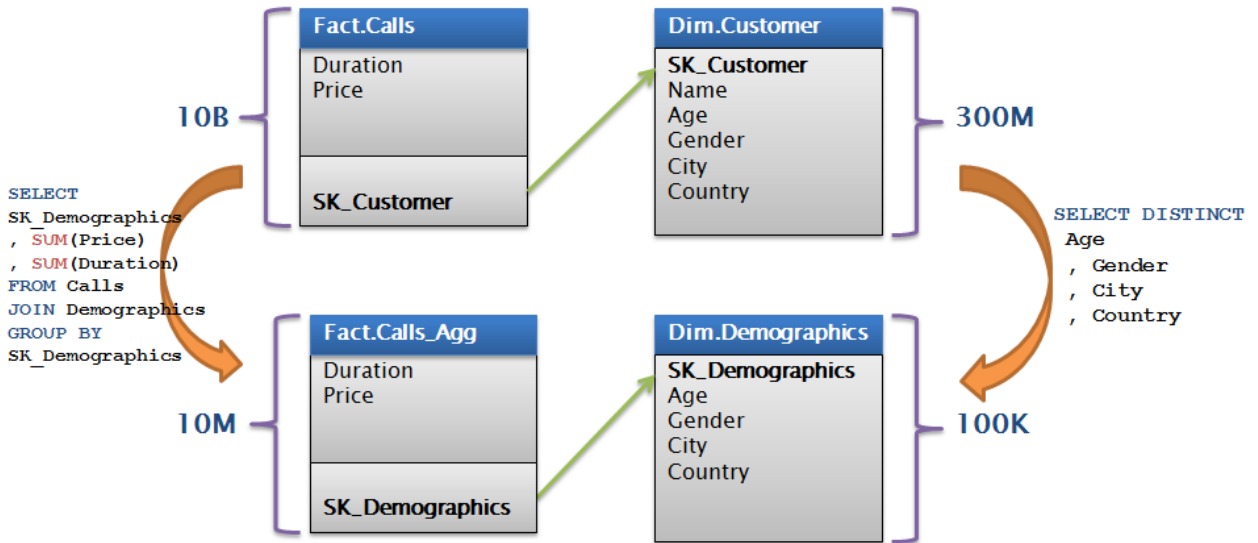 Fact.Calls
Duration
Price
SK_Customer
10B
Dim.Customer
SK_Customer
Name
Age
Gender
City
Country
300M
SELECT
SK_Demographics
, SUM(Price)
, SUM(Duration)
FROM Calls
JOIN Demographics
GROUP BY
SK_Demographics
SELECT DISTINCT
Age
, Gender
, City
, Country
Fact.Calls_Agg
Duration
Price
SK_Demographics
10M
Dim.Demographics
SK_Demographics
Age
Gender
City
Country
100K